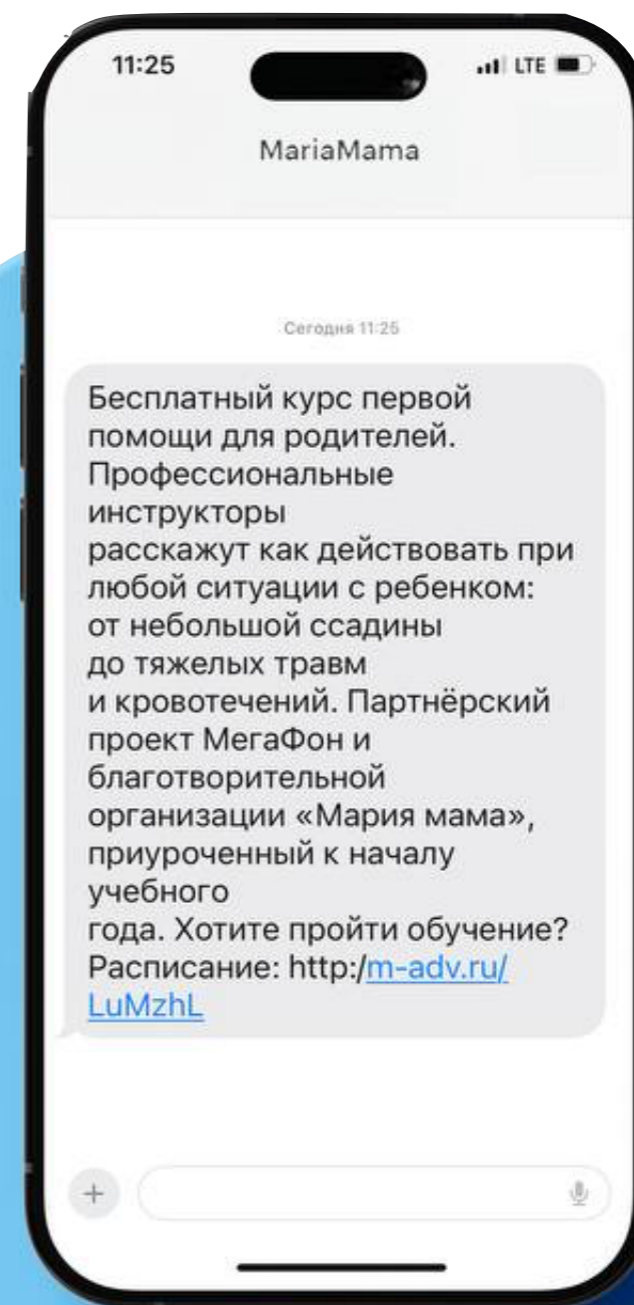 11:25
LTE
MariaMama
Сегодня 11:25
Бесплатный курс первой
помощи для родителей.
Профессиональные
инструкторы
расскажут как действовать при
любой ситуации с ребенком:
от небольшой ссадины
до тяжелых травм
и кровотечений. Партнёрский
проект МегаФон и
благотворительной
организации «Мария мама»,
приуроченный к началу
учебного
года. Хотите пройти обучение?
Расписание: http:/m-adv.ru/
LuMzhL